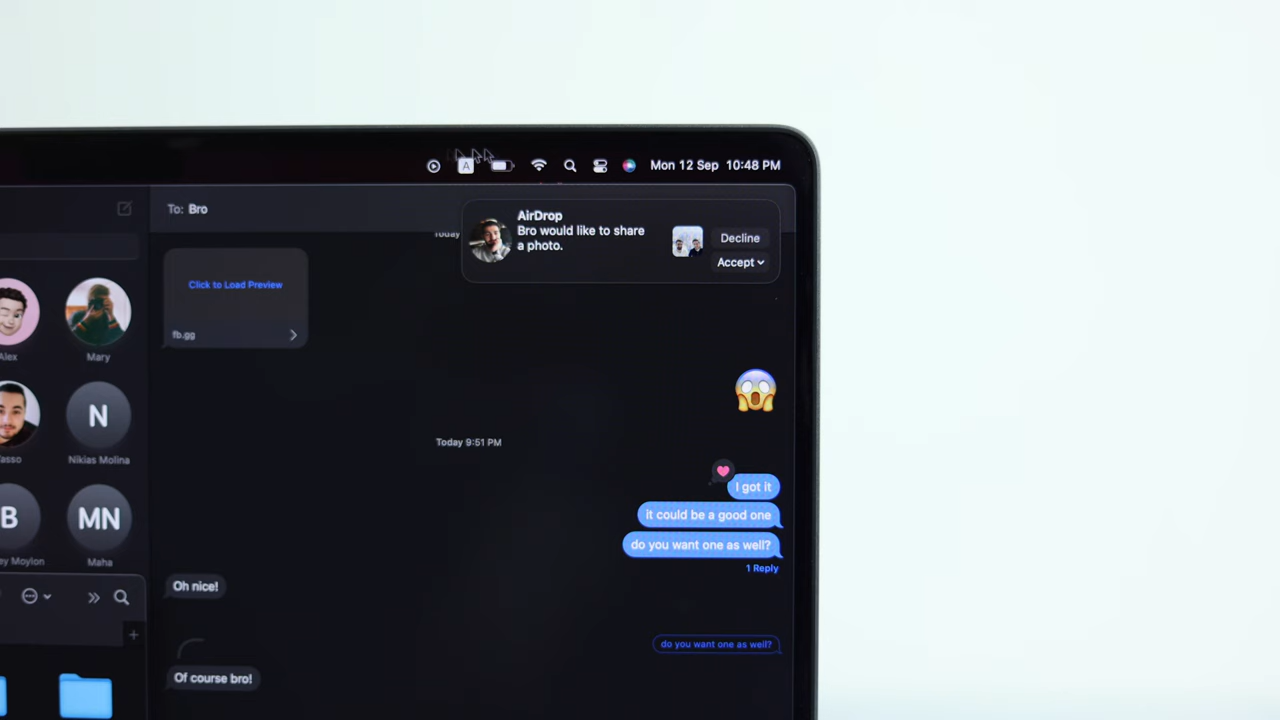 A
Mon 12 Sep 10:48 PM
To: Bro
AirDrop
Bro would like to share
a photo.
Decline
Accept
Today
Click to Load Preview
fb.gg
Alex
Mary
Today 9:51 PM
N
Nikias Molina
I got it
it could be a good one
do you want one as well?
1 Reply
B
MN
Moylon
Maha
Oh nice!
do you want one as well?
Of course bro!